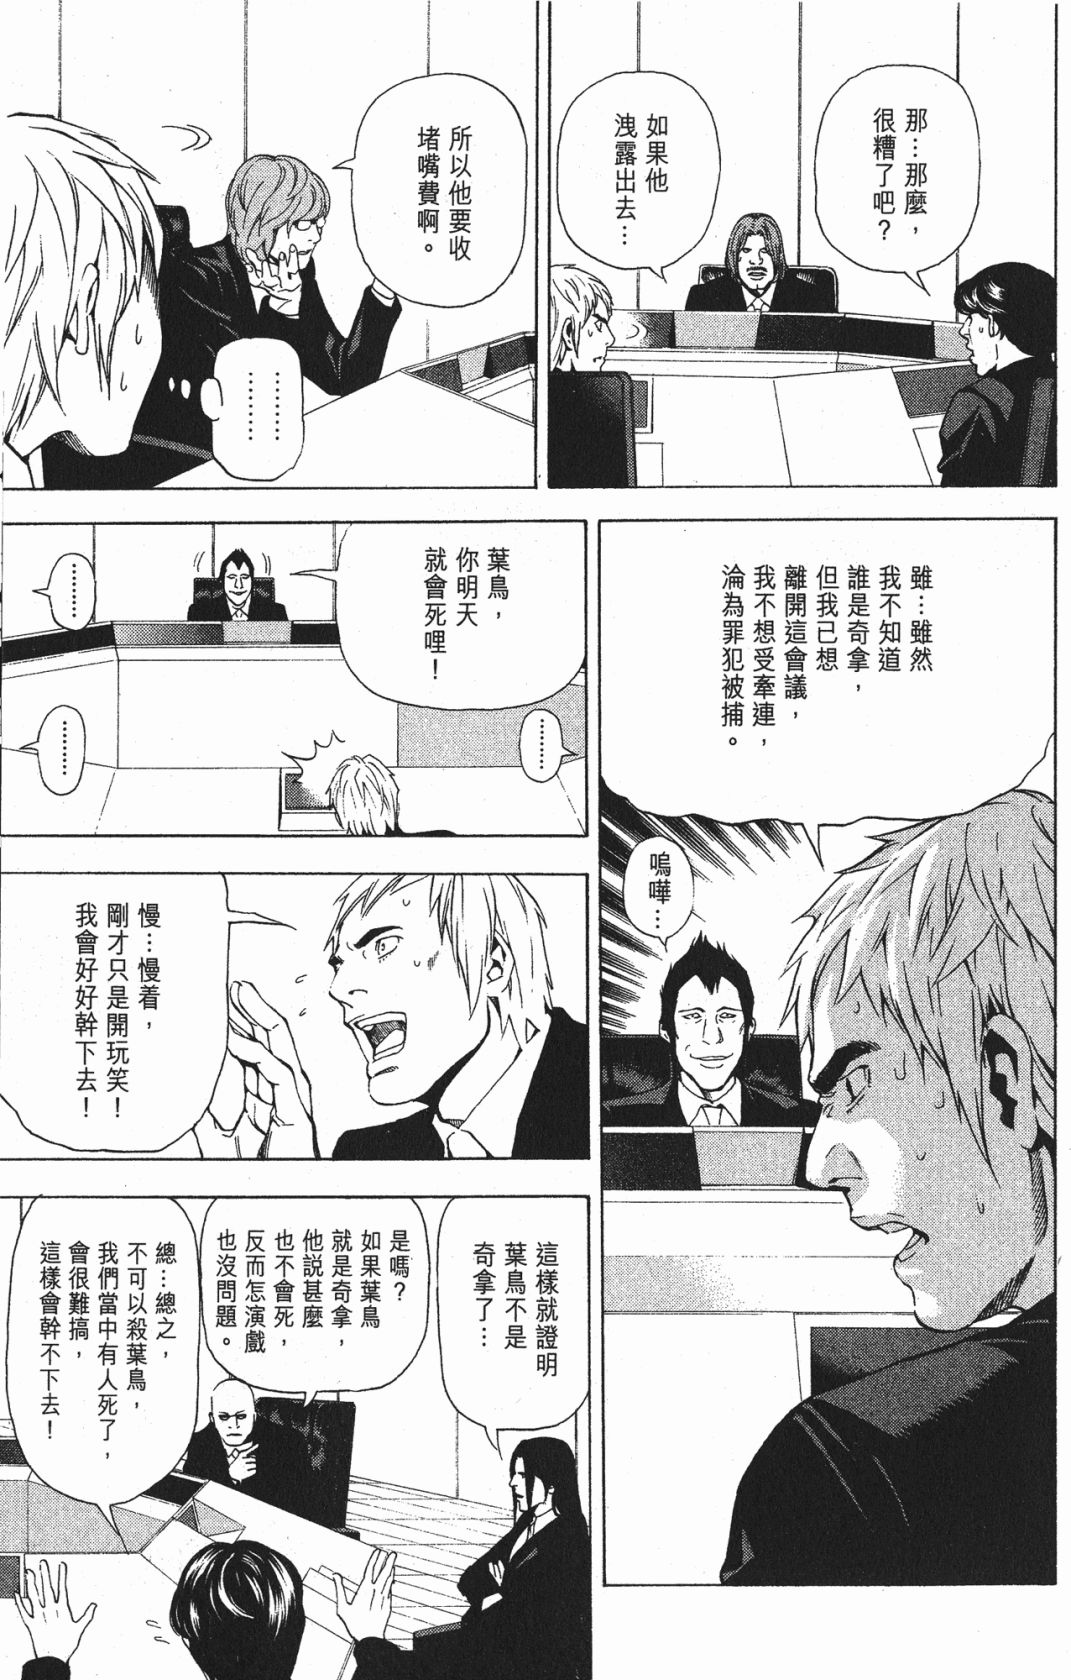 那…那麼，
很糟了吧？
如果他
洩露出去…
所以他要收
堵嘴費啊。
………
………
雖…雖然
我不知道
誰是奇拿，
但我已想
離開這會議，
我不想受牽連，
淪為罪犯被捕。
嗚嘩…
葉鳥，
你明天
就會死哩！
………
………
………
慢…慢着，
剛才只是開玩笑！
我會好好幹下去！
這樣就證明
葉鳥不是
奇拿了…
是嗎？
如果葉鳥
就是奇拿，
他說甚麼
也不會死，
反而怎演戲
也沒問題。
總…總之，
不可以殺葉鳥，
我們當中有人死了，
會很難搞，
這樣會幹不下去！